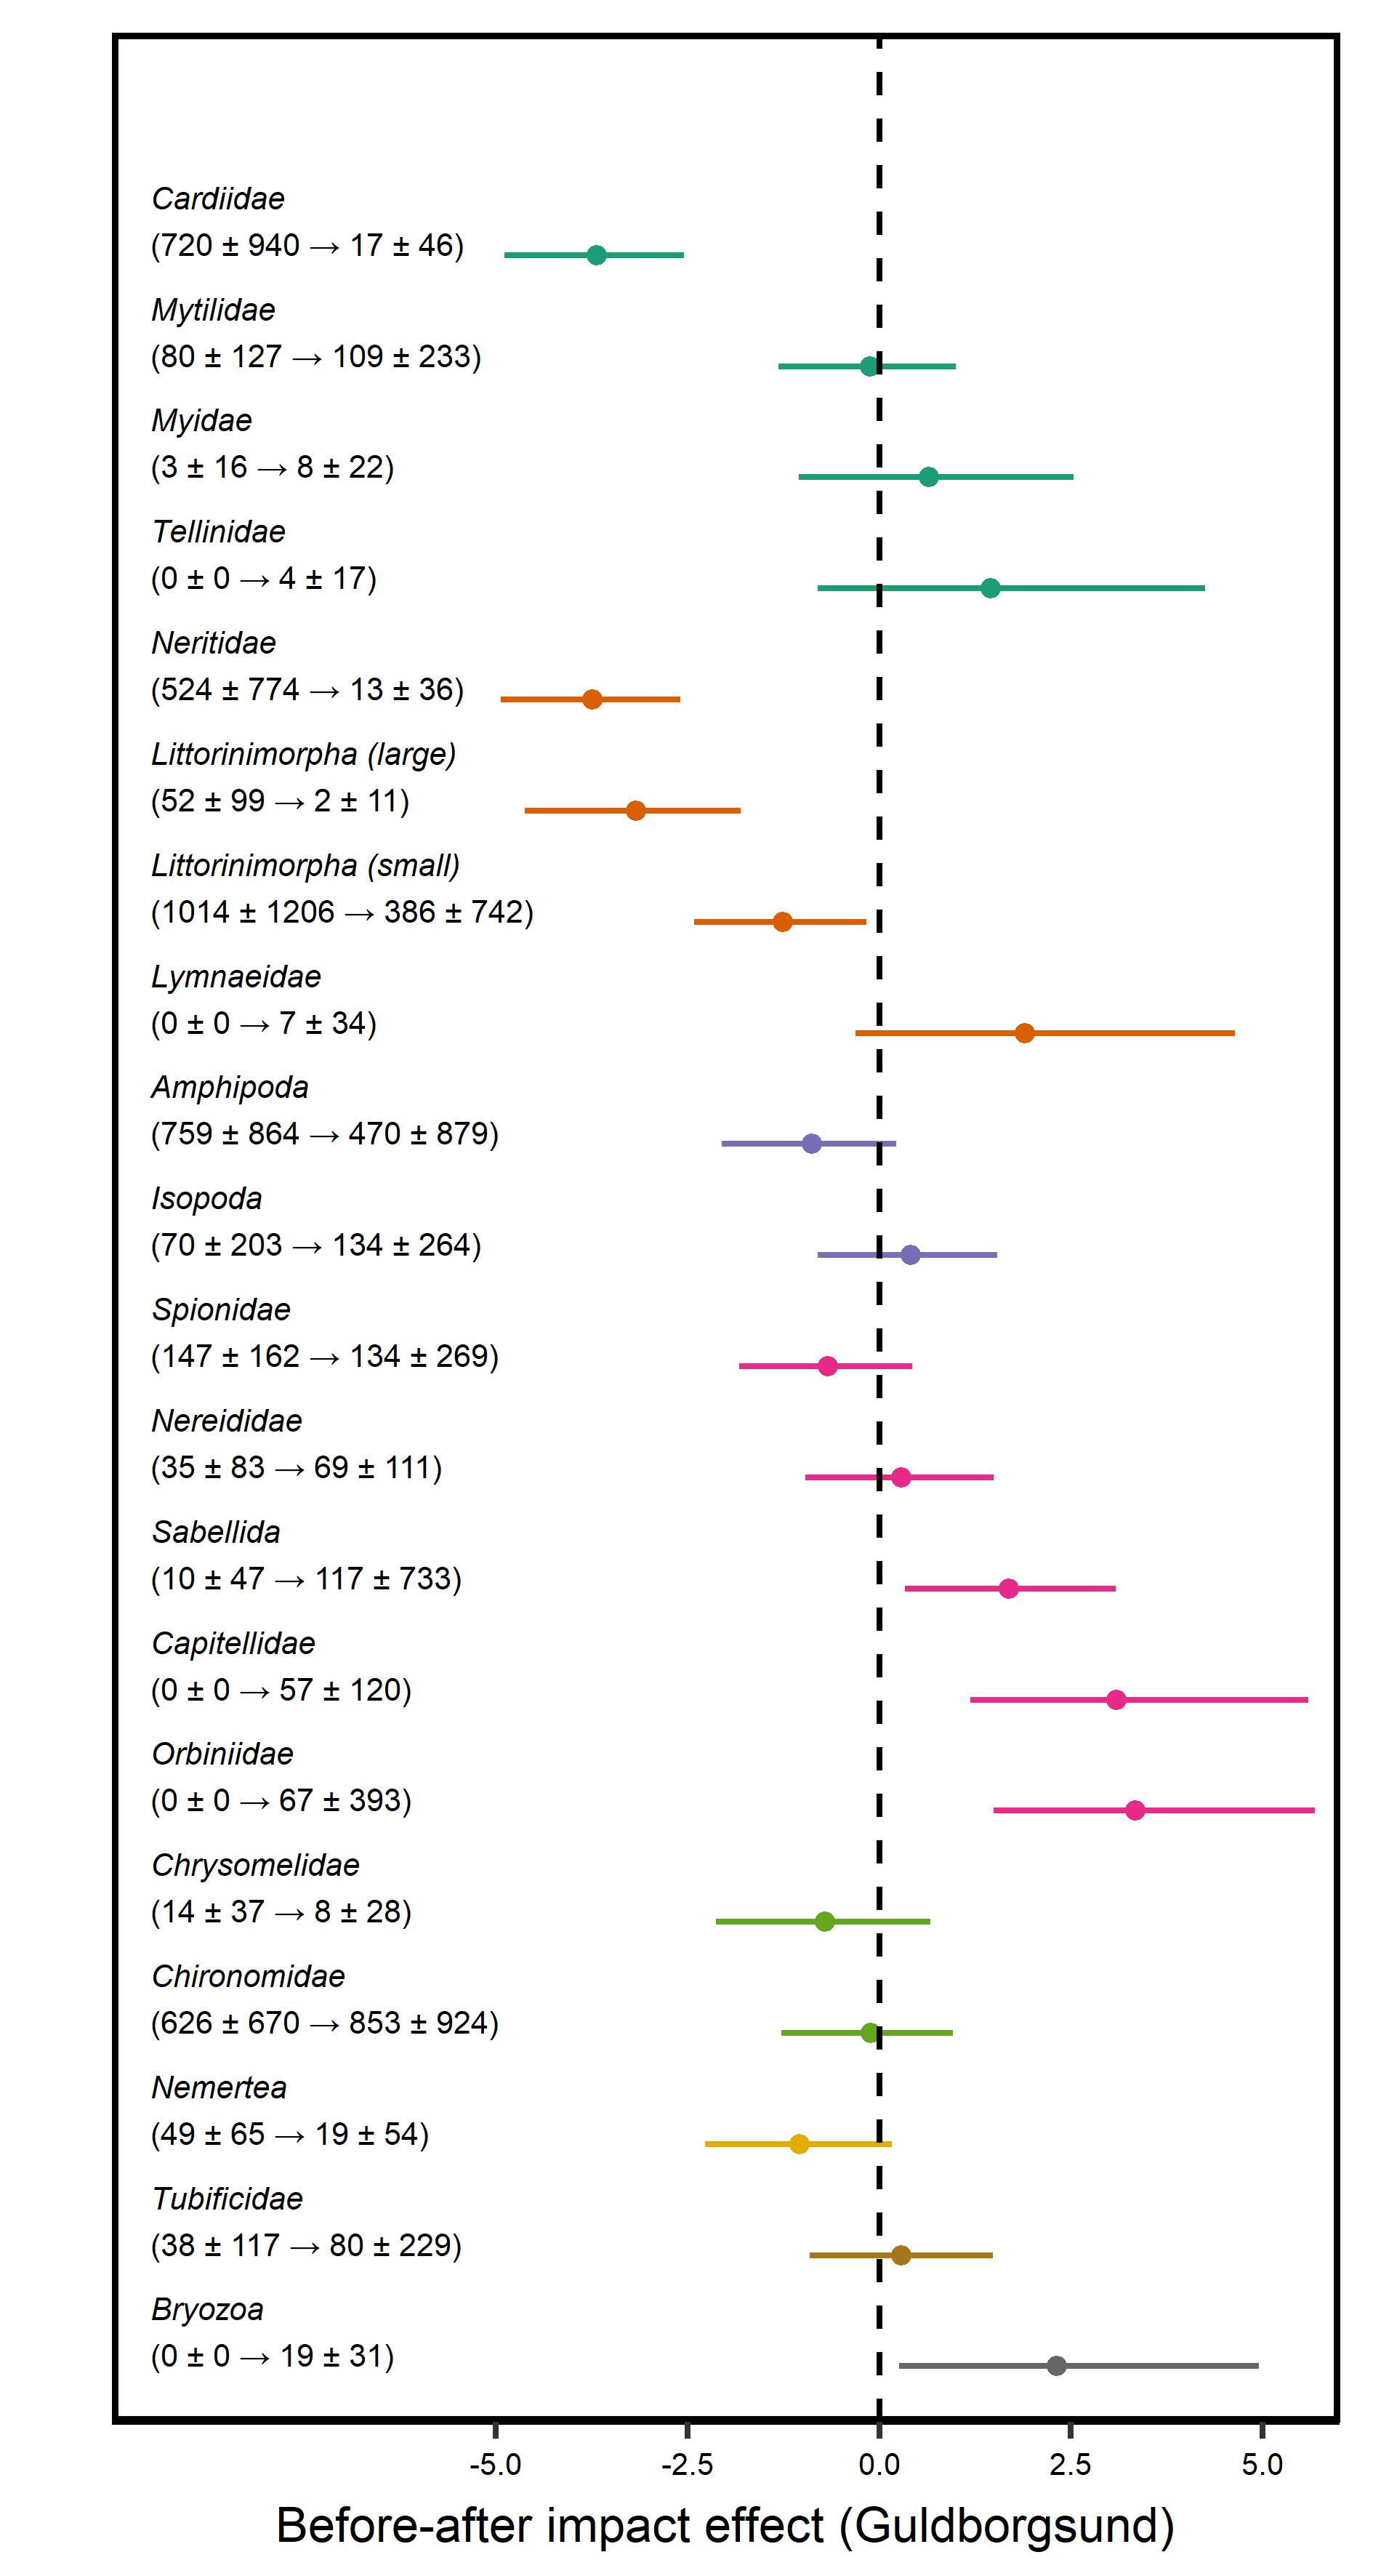 Cardiidae
(720 ± 940 → 17 ± 46)
Mytilidae
(80 ± 127 → 109 ± 233)
Myidae
(3 ± 16 → 8 ± 22)
Tellinidae
(0 ± 0 → 4 ± 17)
Neritidae
(524 ± 774 → 13 ± 36)
Littorinimorpha (large)
(52 ± 99 → 2 ± 11)
Littorinimorpha (small)
(1014 ± 1206 → 386 ± 742)
Lymnaeidae
(0 ± 0 → 7 ± 34)
Amphipoda
(759 ± 864 → 470 ± 879)
Isopoda
(70 ± 203 → 134 ± 264)
Spionidae
(147 ± 162 → 134 ± 269)
Nereididae
(35 ± 83 → 69 ± 111)
Sabellida
(10 ± 47 → 117 ± 733)
Capitellidae
(0 ± 0 → 57 ± 120)
Orbiniidae
(0 ± 0 → 67 ± 393)
Chrysomelidae
(14 ± 37 → 8 ± 28)
Chironomidae
(626 ± 670 → 853 ± 924)
Nemertea
(49 ± 65 → 19 ± 54)
Tubificidae
(38 ± 117 → 80 ± 229)
Bryozoa
(0 ± 0 → 19 ± 31)
-5.0 -2.5 0.0 2.5 5.0
Before-after impact effect (Guldborgsund)